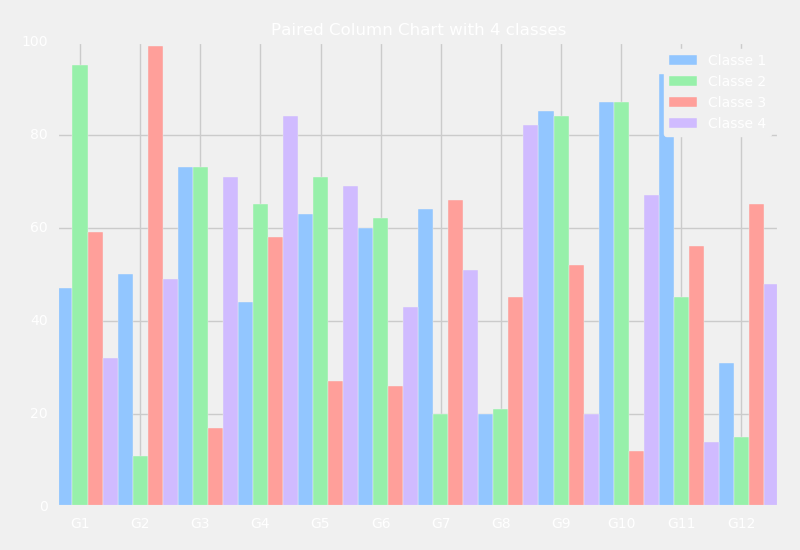 Paired Column Chart with 4 classes
100
80
60
40
20
0
Classe 1
Classe 2
Classe 3
Classe 4
G1 G2 G3 G4 G5 G6 G7 G8 G9 G10 G11 G12